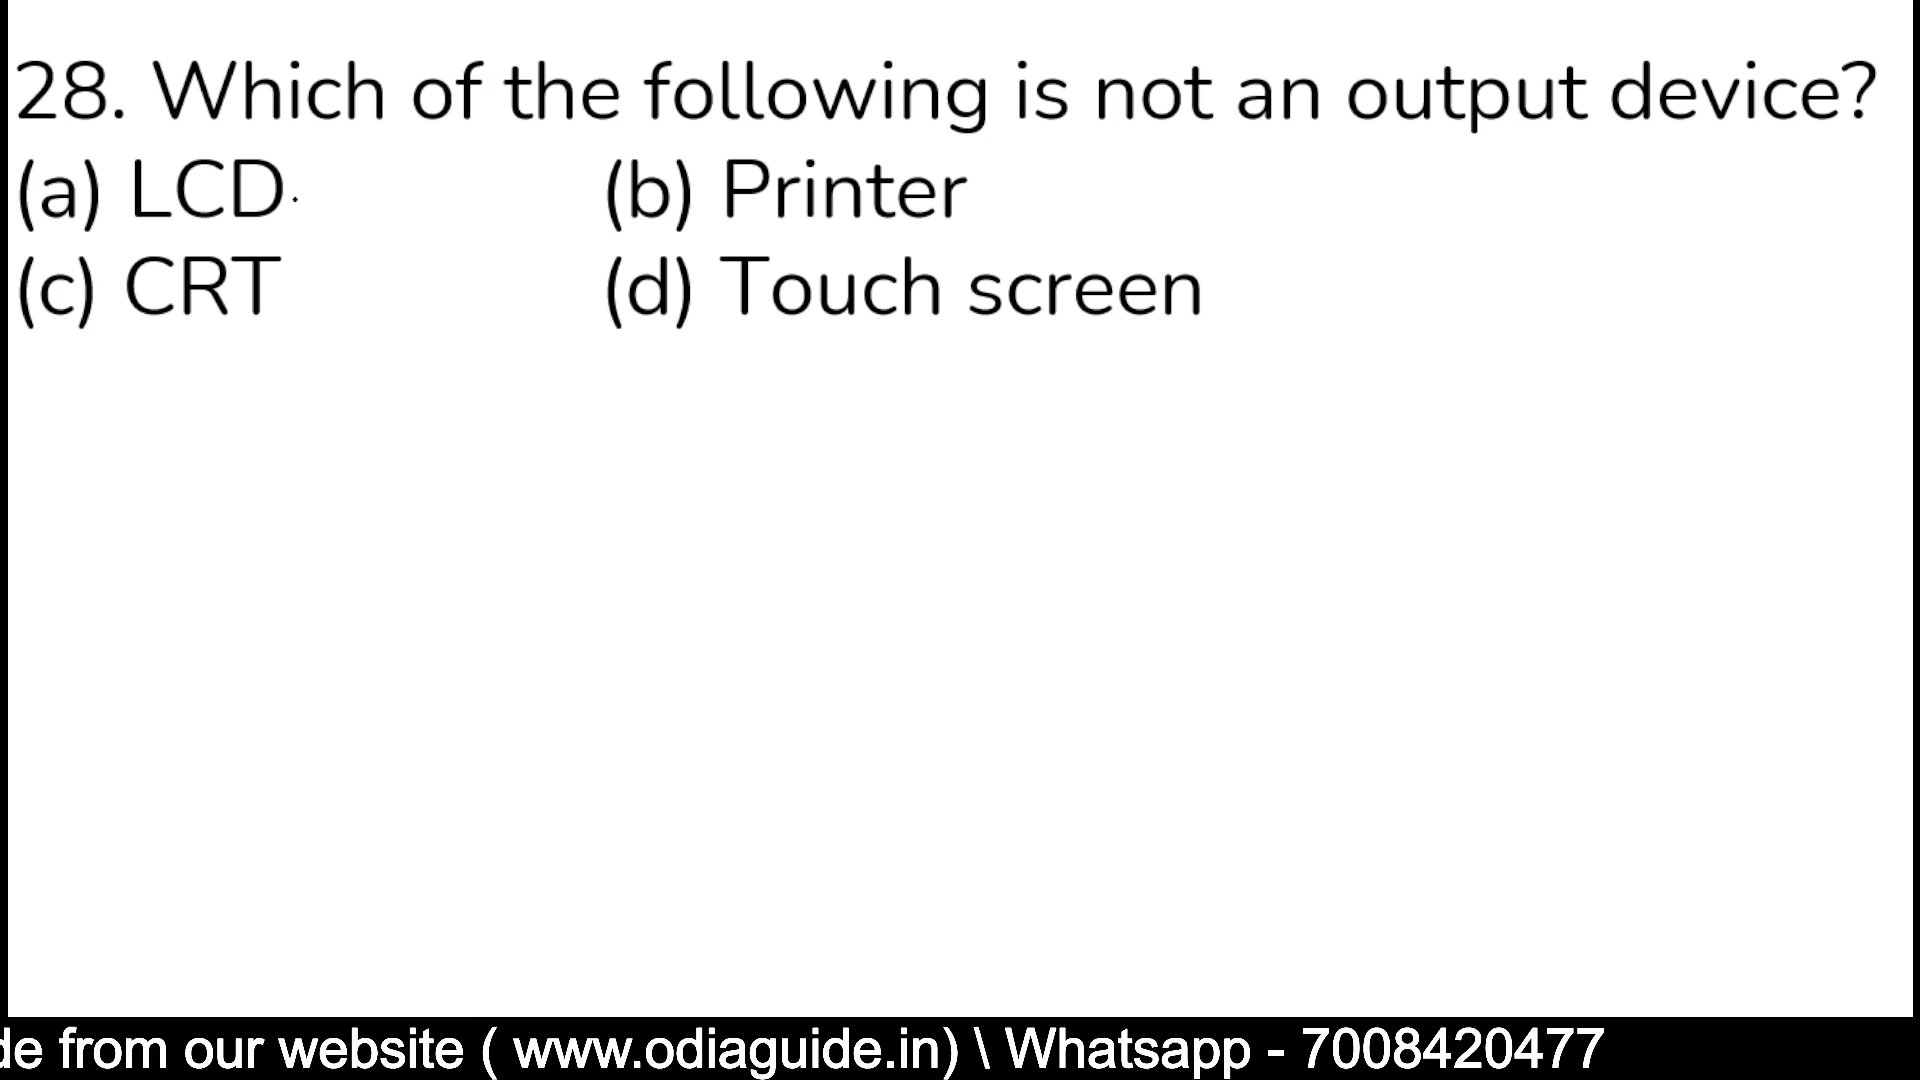 28. Which of the following is not an output device?
(a) LCD (b) Printer
(c) CRT (d) Touch screen
de from our website ( www.odiaguide.in) \ Whatsapp - 7008420477